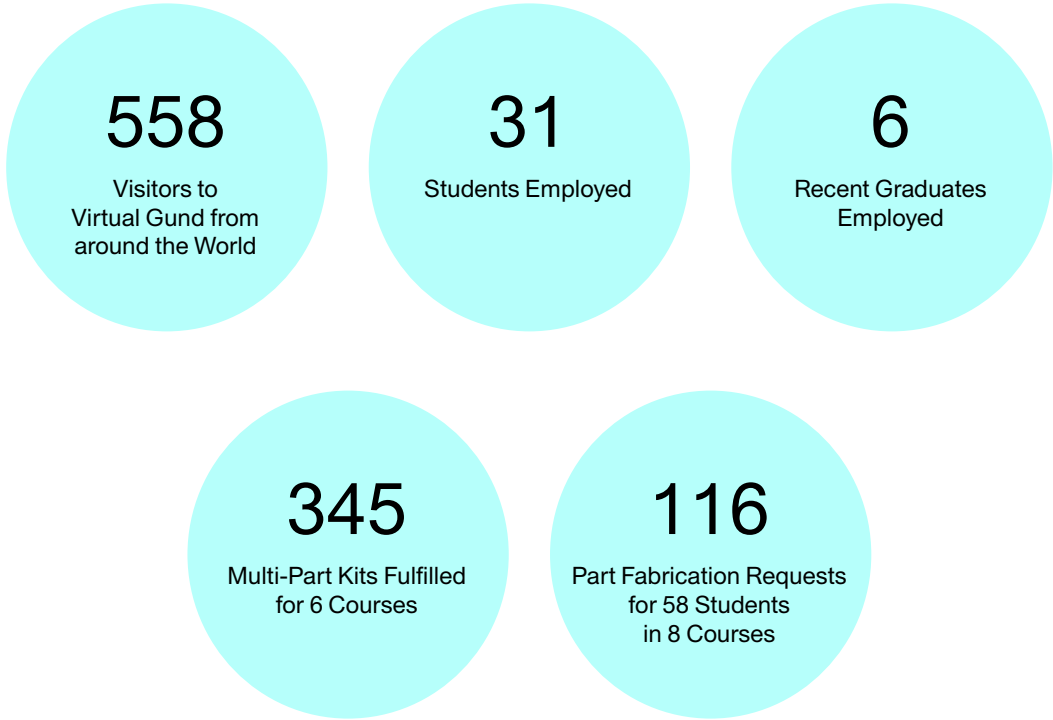 558
Visitors to
Virtual Gund from
around the World
31
Students Employed
6
Recent Graduates
Employed
345
Multi-Part Kits Fulfilled
for 6 Courses
116
Part Fabrication Requests
for 58 Students
in 8 Courses